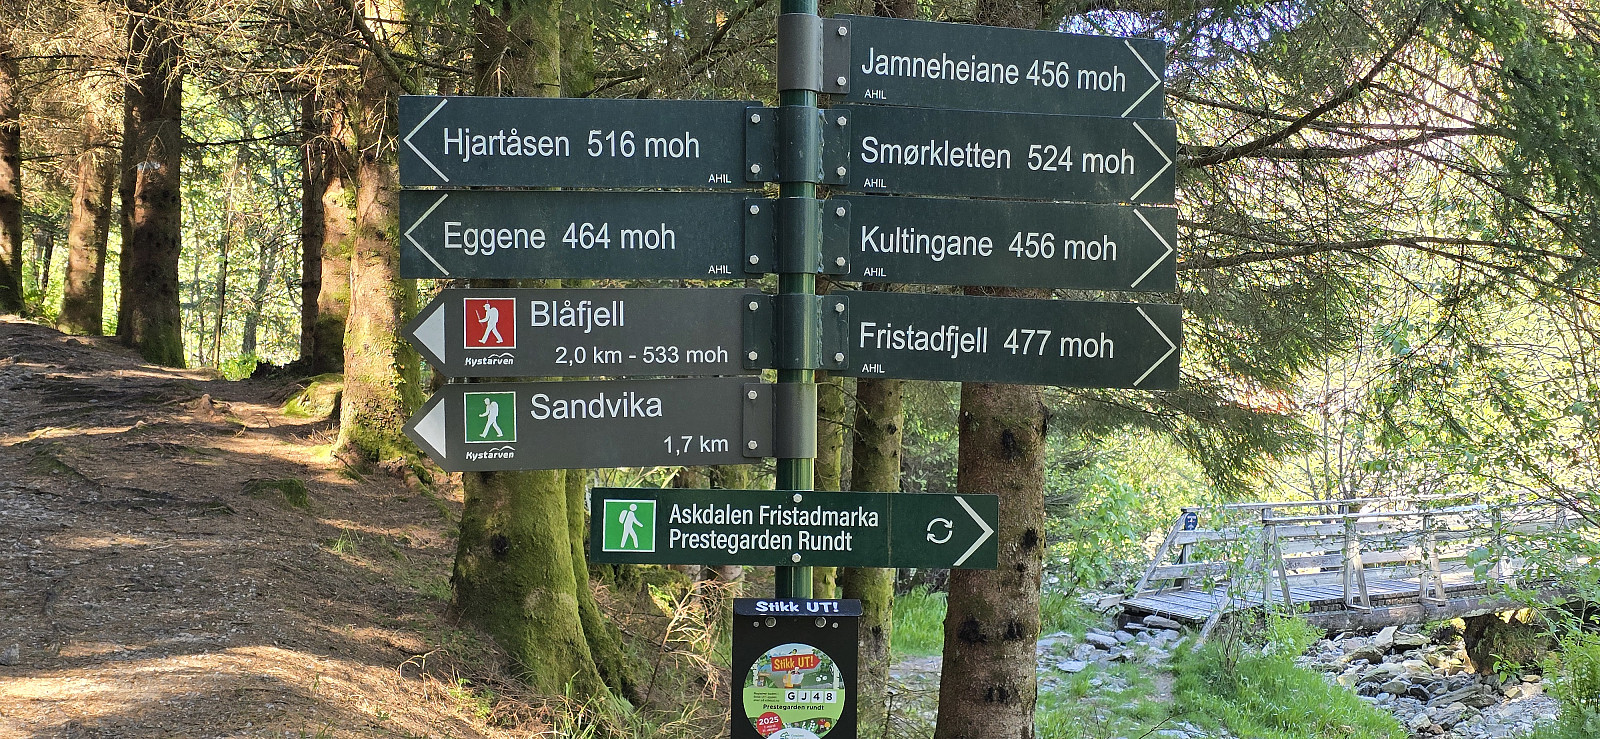 Jamneheiane 456 moh
AHIL
Hjartåsen 516 moh
AHIL
Smørkletten 524 moh
AHIL
Eggene 464 moh
AHIL
Kultingane 456 moh
AHIL
Blåfjell
2,0 km - 533 moh
Kystarven
Fristadfjell 477 moh
AHIL
Sandvika
1,7 km
Kystarven
Askdalen Fristadmarka
Prestegarden Rundt
Stikk UT!
Stikk UT!
GJ48
Prestegarden rundt
2025